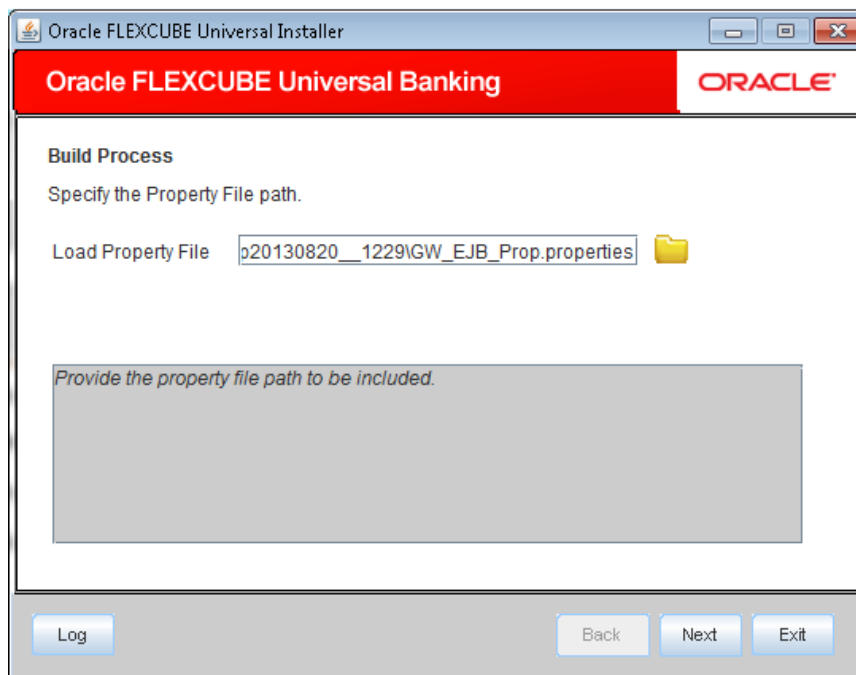 Oracle FLEXCUBE Universal Installer
Oracle FLEXCUBE Universal Banking
ORACLE
Build Process
Specify the Property File path.
Load Property File
p20130820__1229\GW_EJB_Prop.properties
Provide the property file path to be included.
Log
Back
Next
Exit